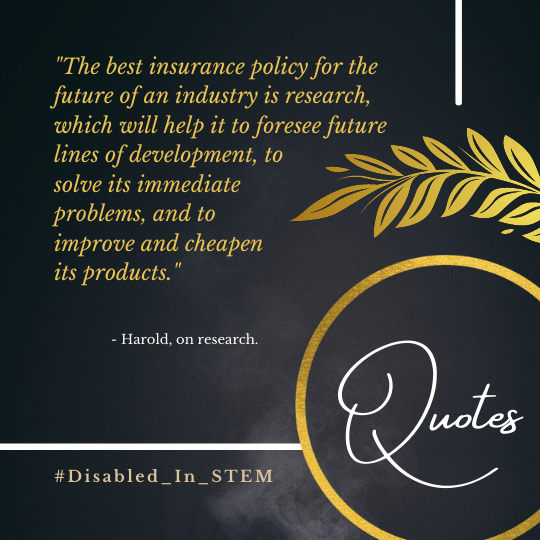 "The best insurance policy for the
future of an industry is research,
which will help it to foresee future
lines of development, to
solve its immediate
problems, and to
improve and cheapen
its products."
- Harold, on research.
Quotes
#Disabled_In_STEM